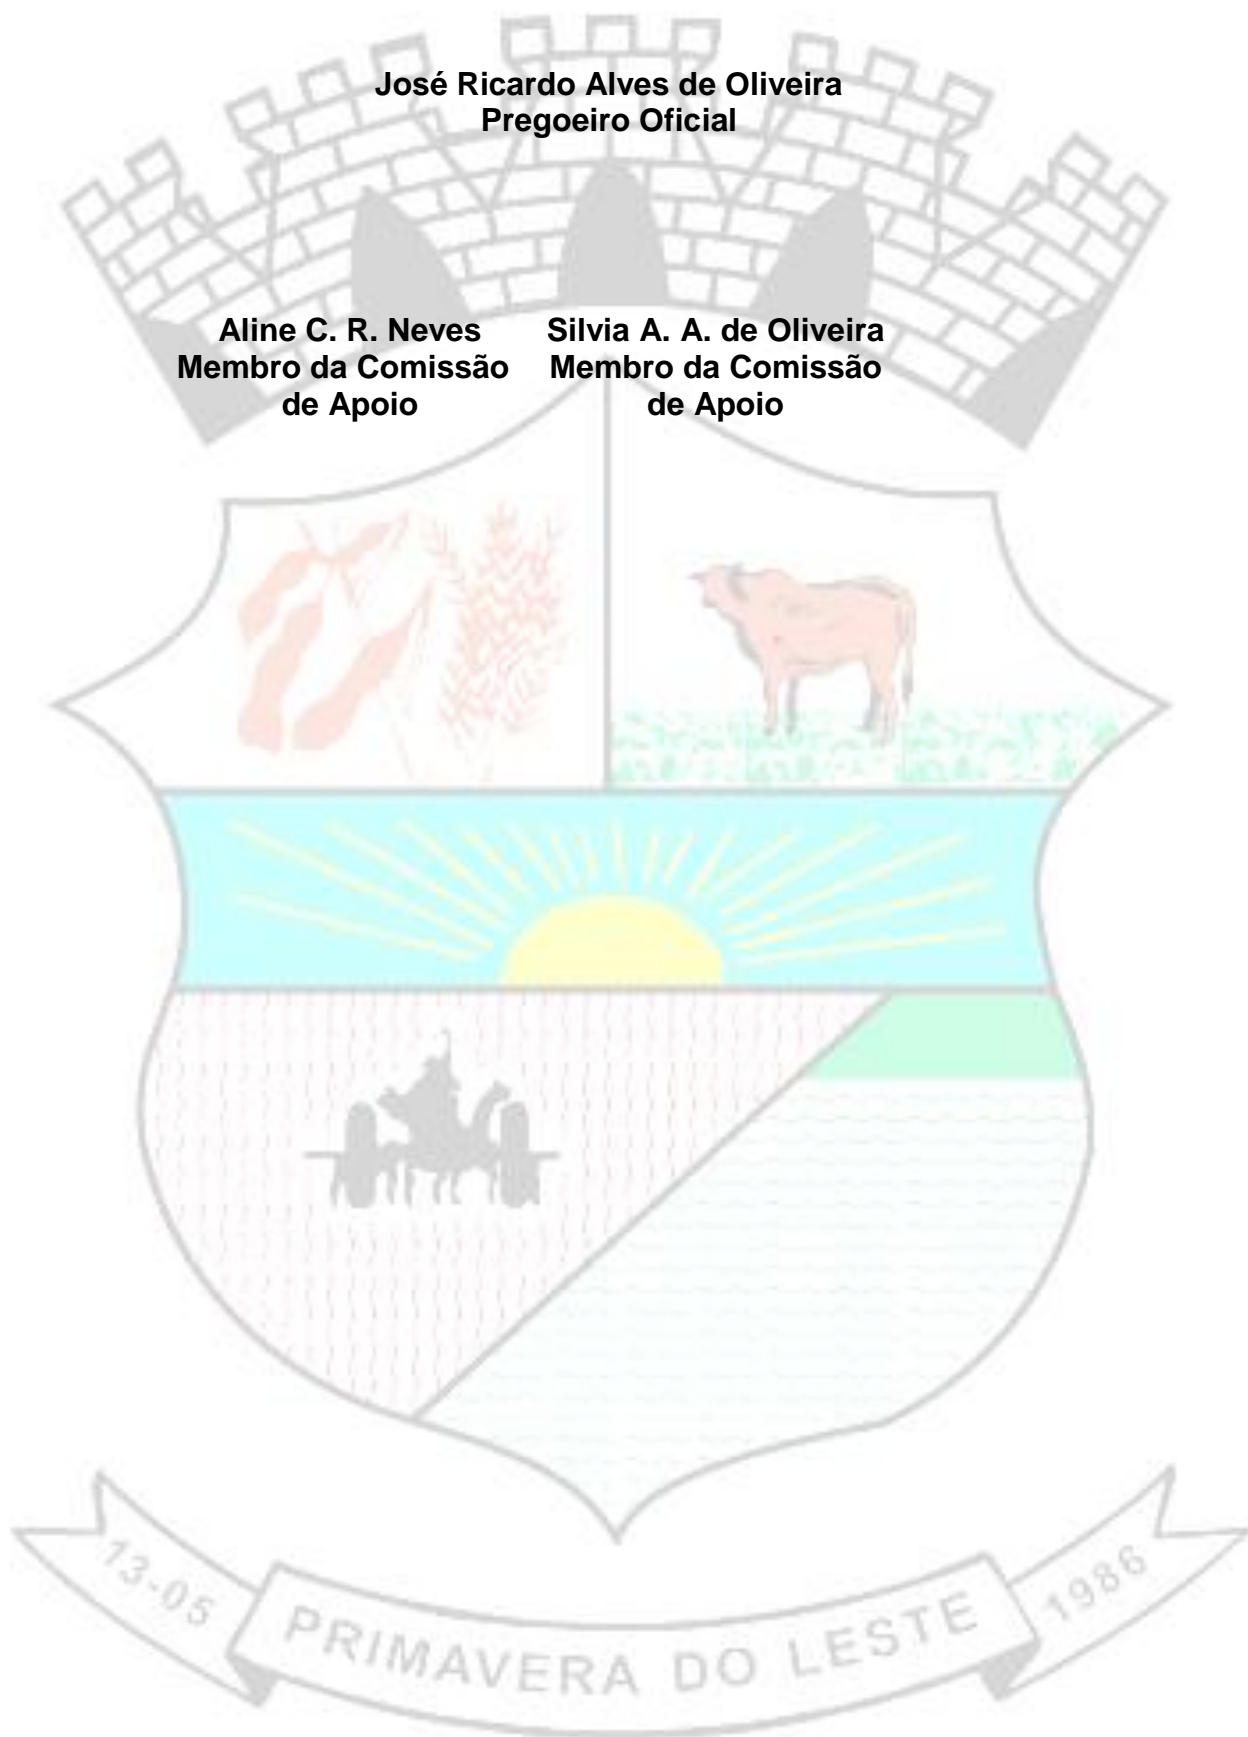 José Ricardo Alves de Oliveira
Pregoeiro Oficial
Aline C. R. Neves
Membro da Comissão
de Apoio
Silvia A. A. de Oliveira
Membro da Comissão
de Apoio
13-05
PRIMAVERA DO LESTE
1986